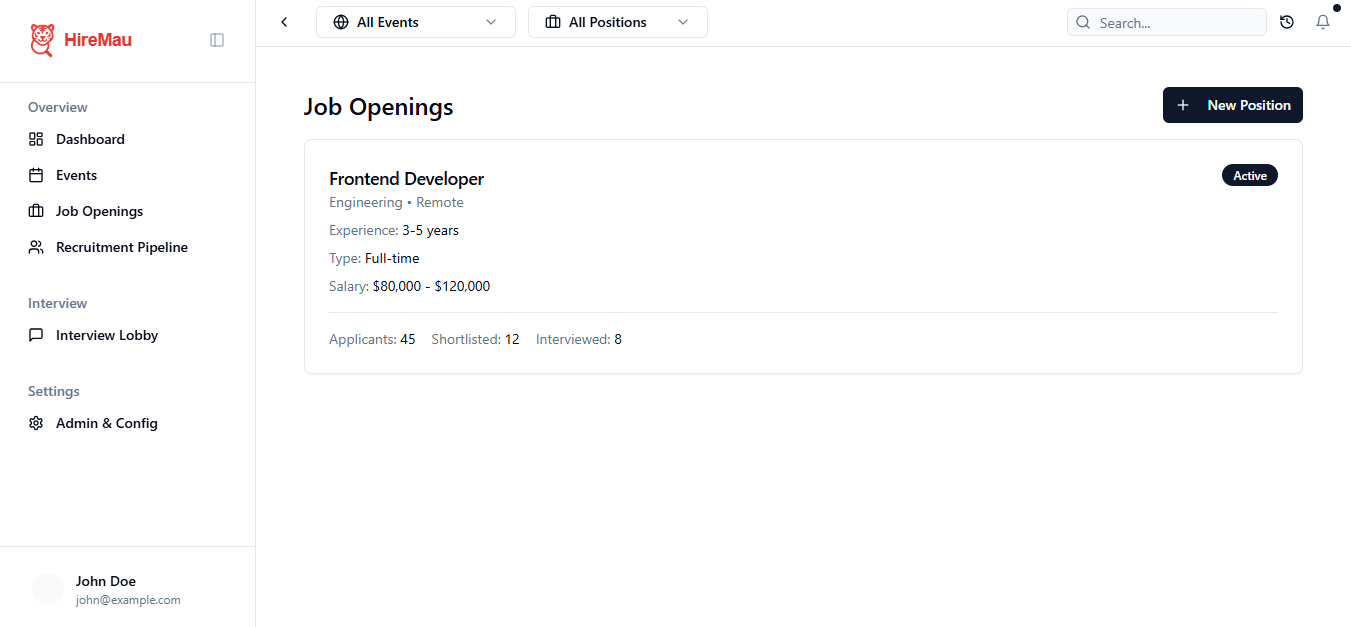 HireMau
All Events
All Positions
Search...
Overview
Dashboard
Events
Job Openings
Recruitment Pipeline
Interview
Interview Lobby
Settings
Admin & Config
John Doe
john@example.com
Job Openings
New Position
Frontend Developer
Active
Engineering • Remote
Experience: 3-5 years
Type: Full-time
Salary: $80,000 - $120,000
Applicants: 45 Shortlisted: 12 Interviewed: 8